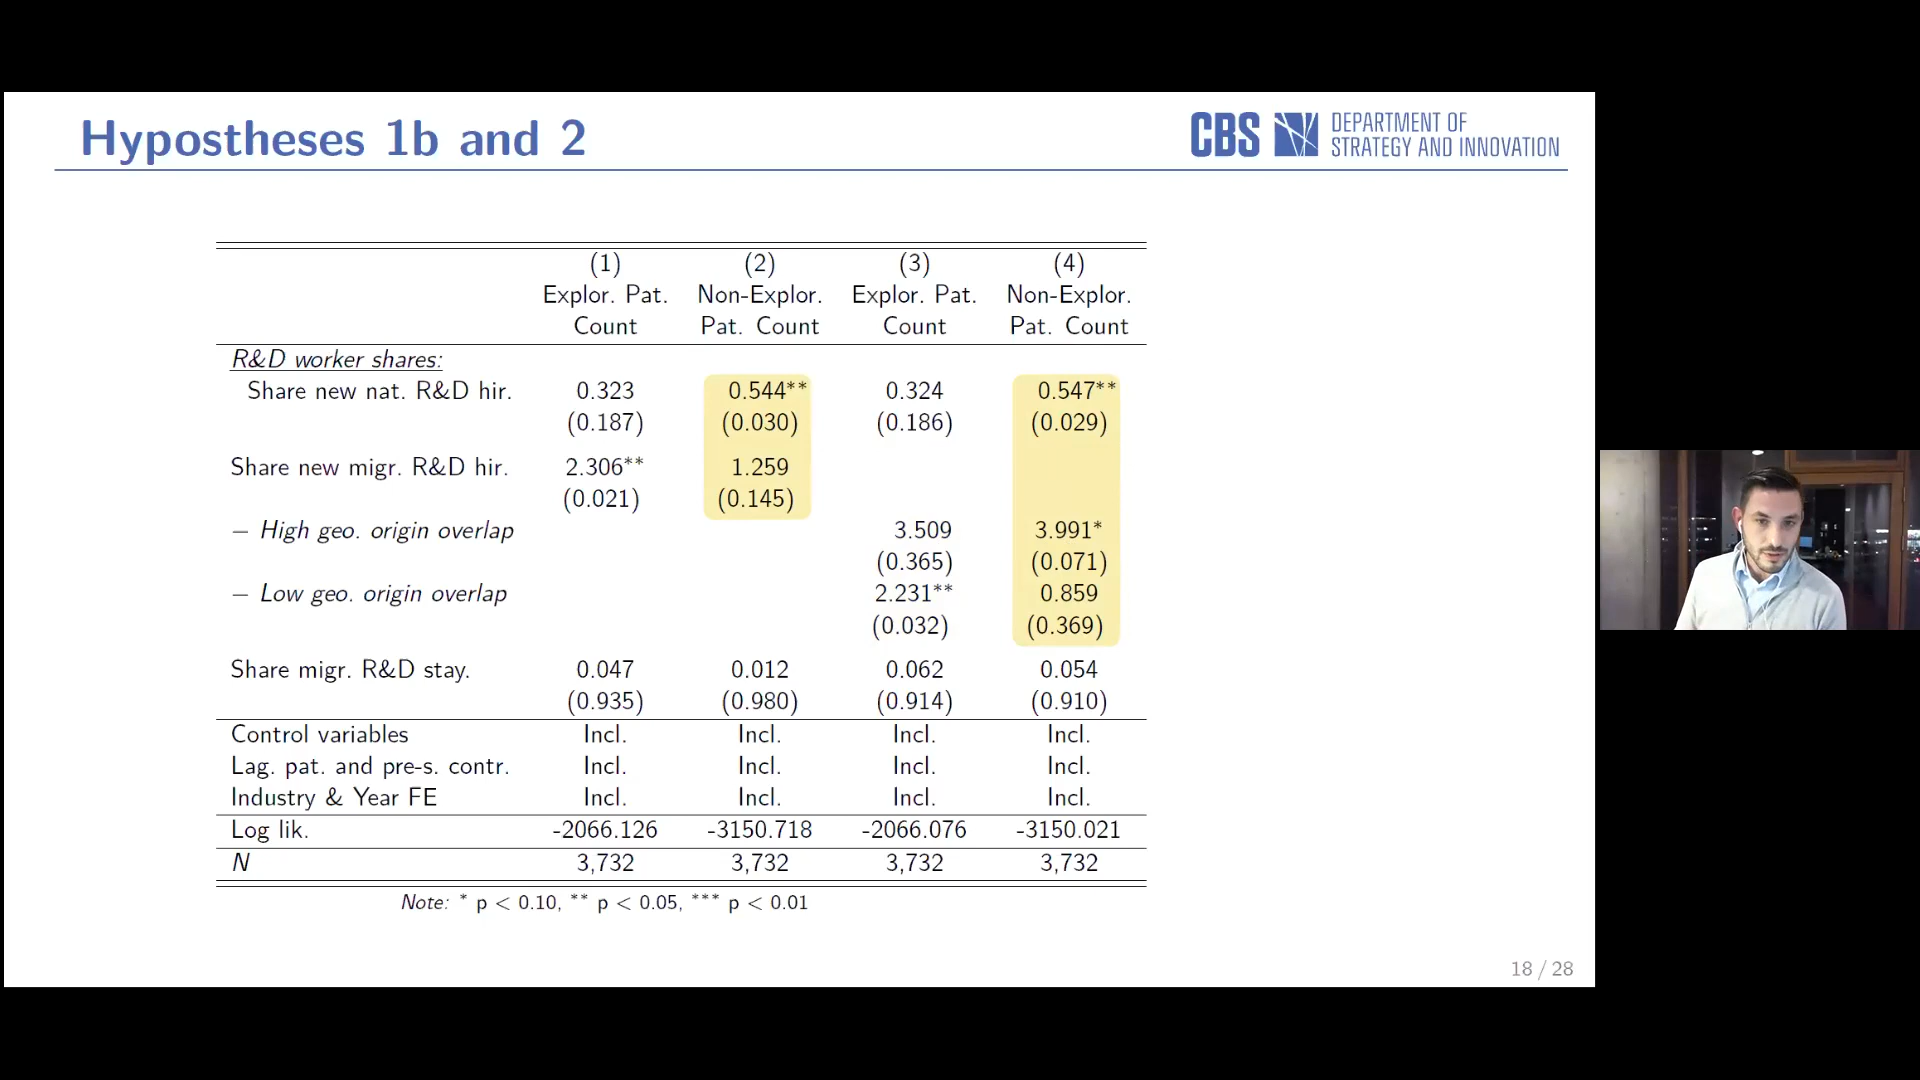 Hypostheses 1b and 2
CBS DEPARTMENT OF
STRATEGY AND INNOVATION
(1) (2) (3) (4)
Explor. Pat. Non-Explor. Explor. Pat. Non-Explor.
Count Pat. Count Count Pat. Count
R&D worker shares:
Share new nat. R&D hir. 0.323 0.544** 0.324 0.547**
(0.187) (0.030) (0.186) (0.029)
Share new migr. R&D hir. 2.306** 1.259
(0.021) (0.145)
– High geo. origin overlap 3.509 3.991*
(0.365) (0.071)
– Low geo. origin overlap 2.231** 0.859
(0.032) (0.369)
Share migr. R&D stay. 0.047 0.012 0.062 0.054
(0.935) (0.980) (0.914) (0.910)
Control variables Incl. Incl. Incl. Incl.
Lag. pat. and pre-s. contr. Incl. Incl. Incl. Incl.
Industry & Year FE Incl. Incl. Incl. Incl.
Log lik. -2066.126 -3150.718 -2066.076 -3150.021
N 3,732 3,732 3,732 3,732
Note: * p < 0.10, ** p < 0.05, *** p < 0.01
18 / 28